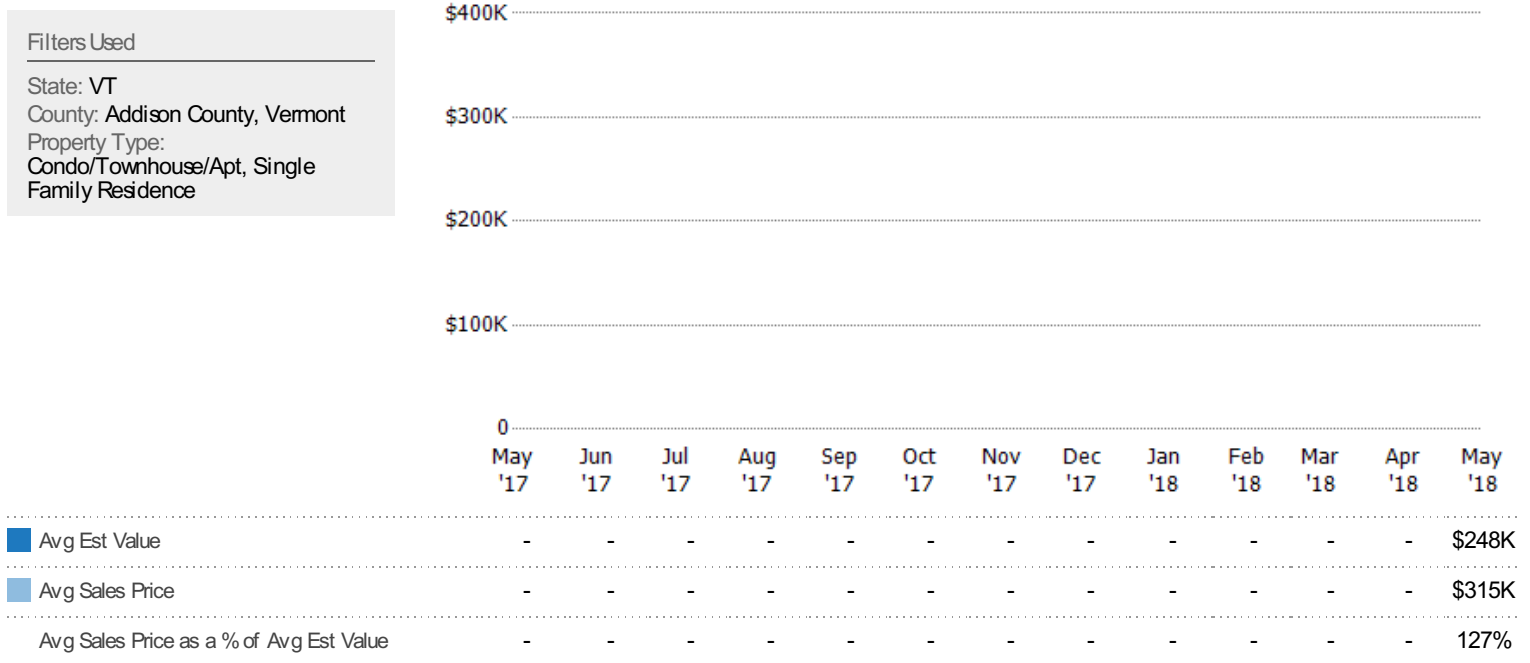 Filters Used
State: VT
County: Addison County, Vermont
Property Type:
Condo/Townhouse/Apt, Single
Family Residence
$400K
$300K
$200K
$100K
0
May Jun Jul Aug Sep Oct Nov Dec Jan Feb Mar Apr May
'17 '17 '17 '17 '17 '17 '17 '17 '18 '18 '18 '18 '18
Avg Est Value - - - - - - - - - - - - $248K
Avg Sales Price - - - - - - - - - - - - $315K
Avg Sales Price as a % of Avg Est Value - - - - - - - - - - - - 127%